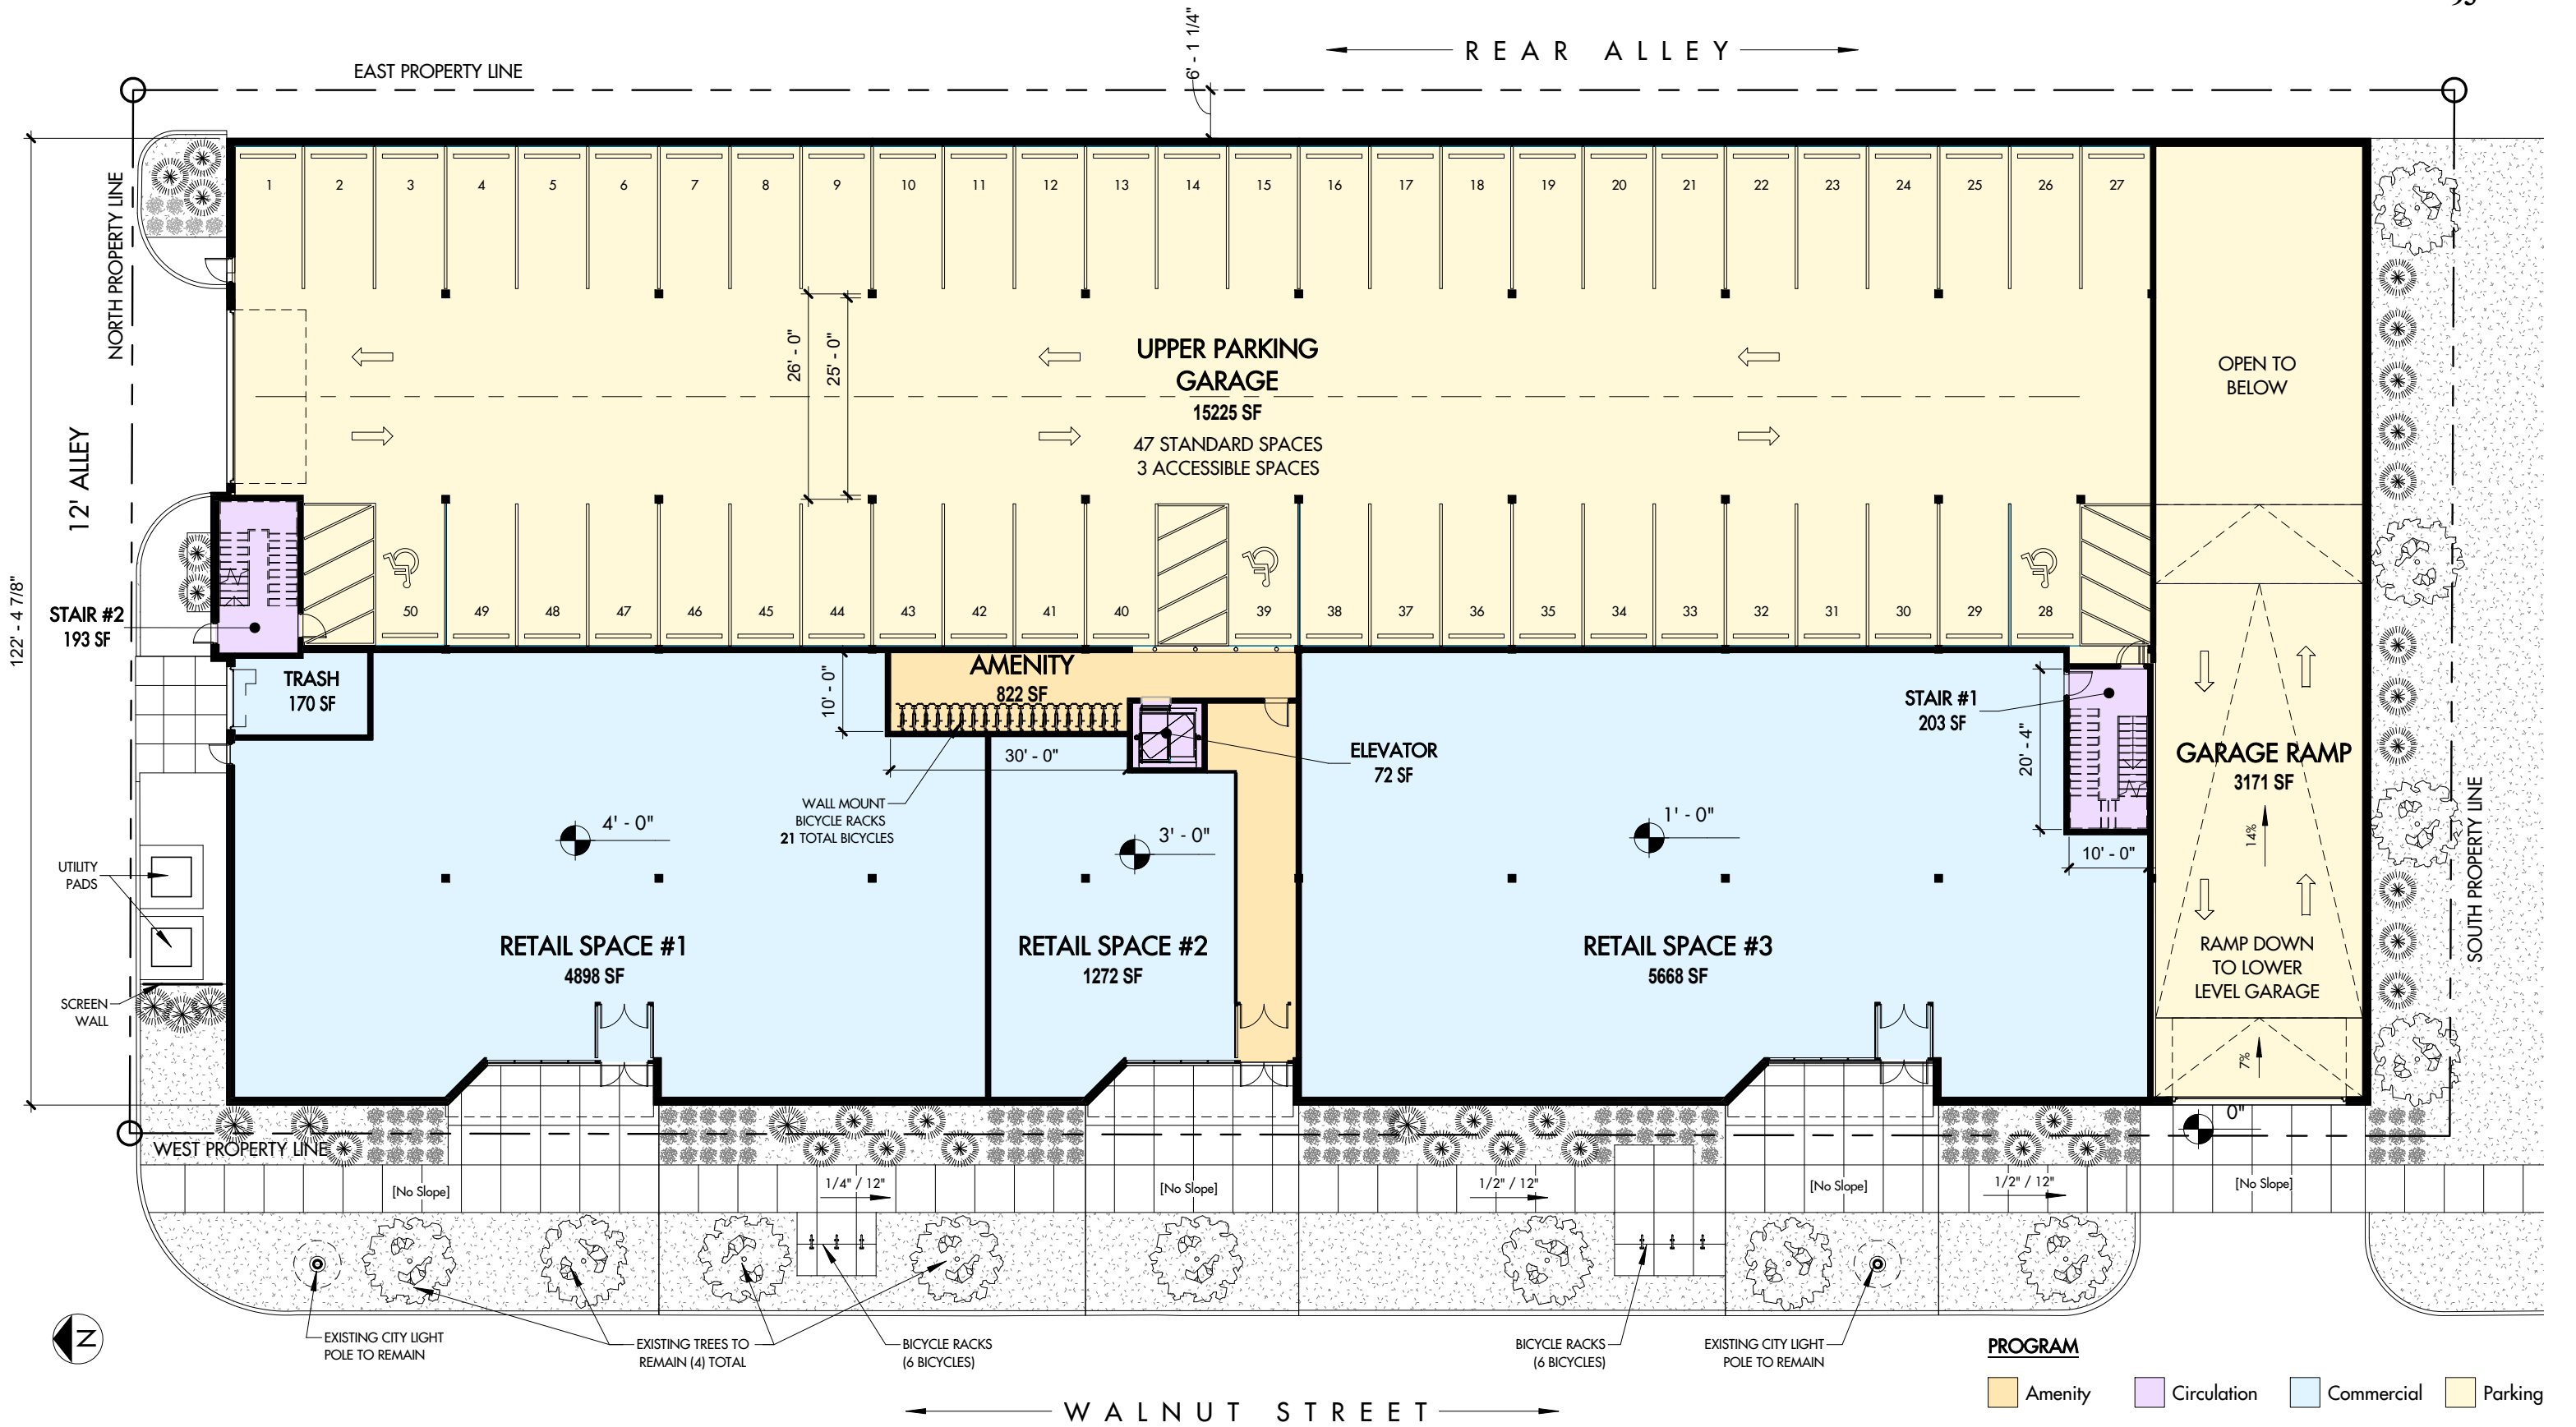 6' - 1 1/4"
REAR ALLEY
EAST PROPERTY LINE
NORTH PROPERTY LINE
12' ALLEY
122' - 4 7/8"
1 2 3 4 5 6 7 8 9 10 11 12 13 14 15 16 17 18 19 20 21 22 23 24 25 26 27
26' - 0"
25' - 0"
UPPER PARKING
GARAGE
15225 SF
47 STANDARD SPACES
3 ACCESSIBLE SPACES
OPEN TO
BELOW
50 49 48 47 46 45 44 43 42 41 40 39 38 37 36 35 34 33 32 31 30 29 28
STAIR #2
193 SF
TRASH
170 SF
10' - 0"
AMENITY
822 SF
30' - 0"
WALL MOUNT
BICYCLE RACKS
21 TOTAL BICYCLES
ELEVATOR
72 SF
STAIR #1
203 SF
20' - 4"
10' - 0"
GARAGE RAMP
3171 SF
14%
RAMP DOWN
TO LOWER
LEVEL GARAGE
7%
SOUTH PROPERTY LINE
4' - 0"
3' - 0"
1' - 0"
UTILITY
PADS
RETAIL SPACE #1
4898 SF
RETAIL SPACE #2
1272 SF
RETAIL SPACE #3
5668 SF
SCREEN
WALL
0"
WEST PROPERTY LINE
[No Slope]
1/4" / 12"
[No Slope]
1/2" / 12"
[No Slope]
1/2" / 12"
[No Slope]
EXISTING CITY LIGHT
POLE TO REMAIN
EXISTING TREES TO
REMAIN (4) TOTAL
BICYCLE RACKS
(6 BICYCLES)
BICYCLE RACKS
(6 BICYCLES)
EXISTING CITY LIGHT
POLE TO REMAIN
N
WALNUT STREET
PROGRAM
Amenity
Circulation
Commercial
Parking